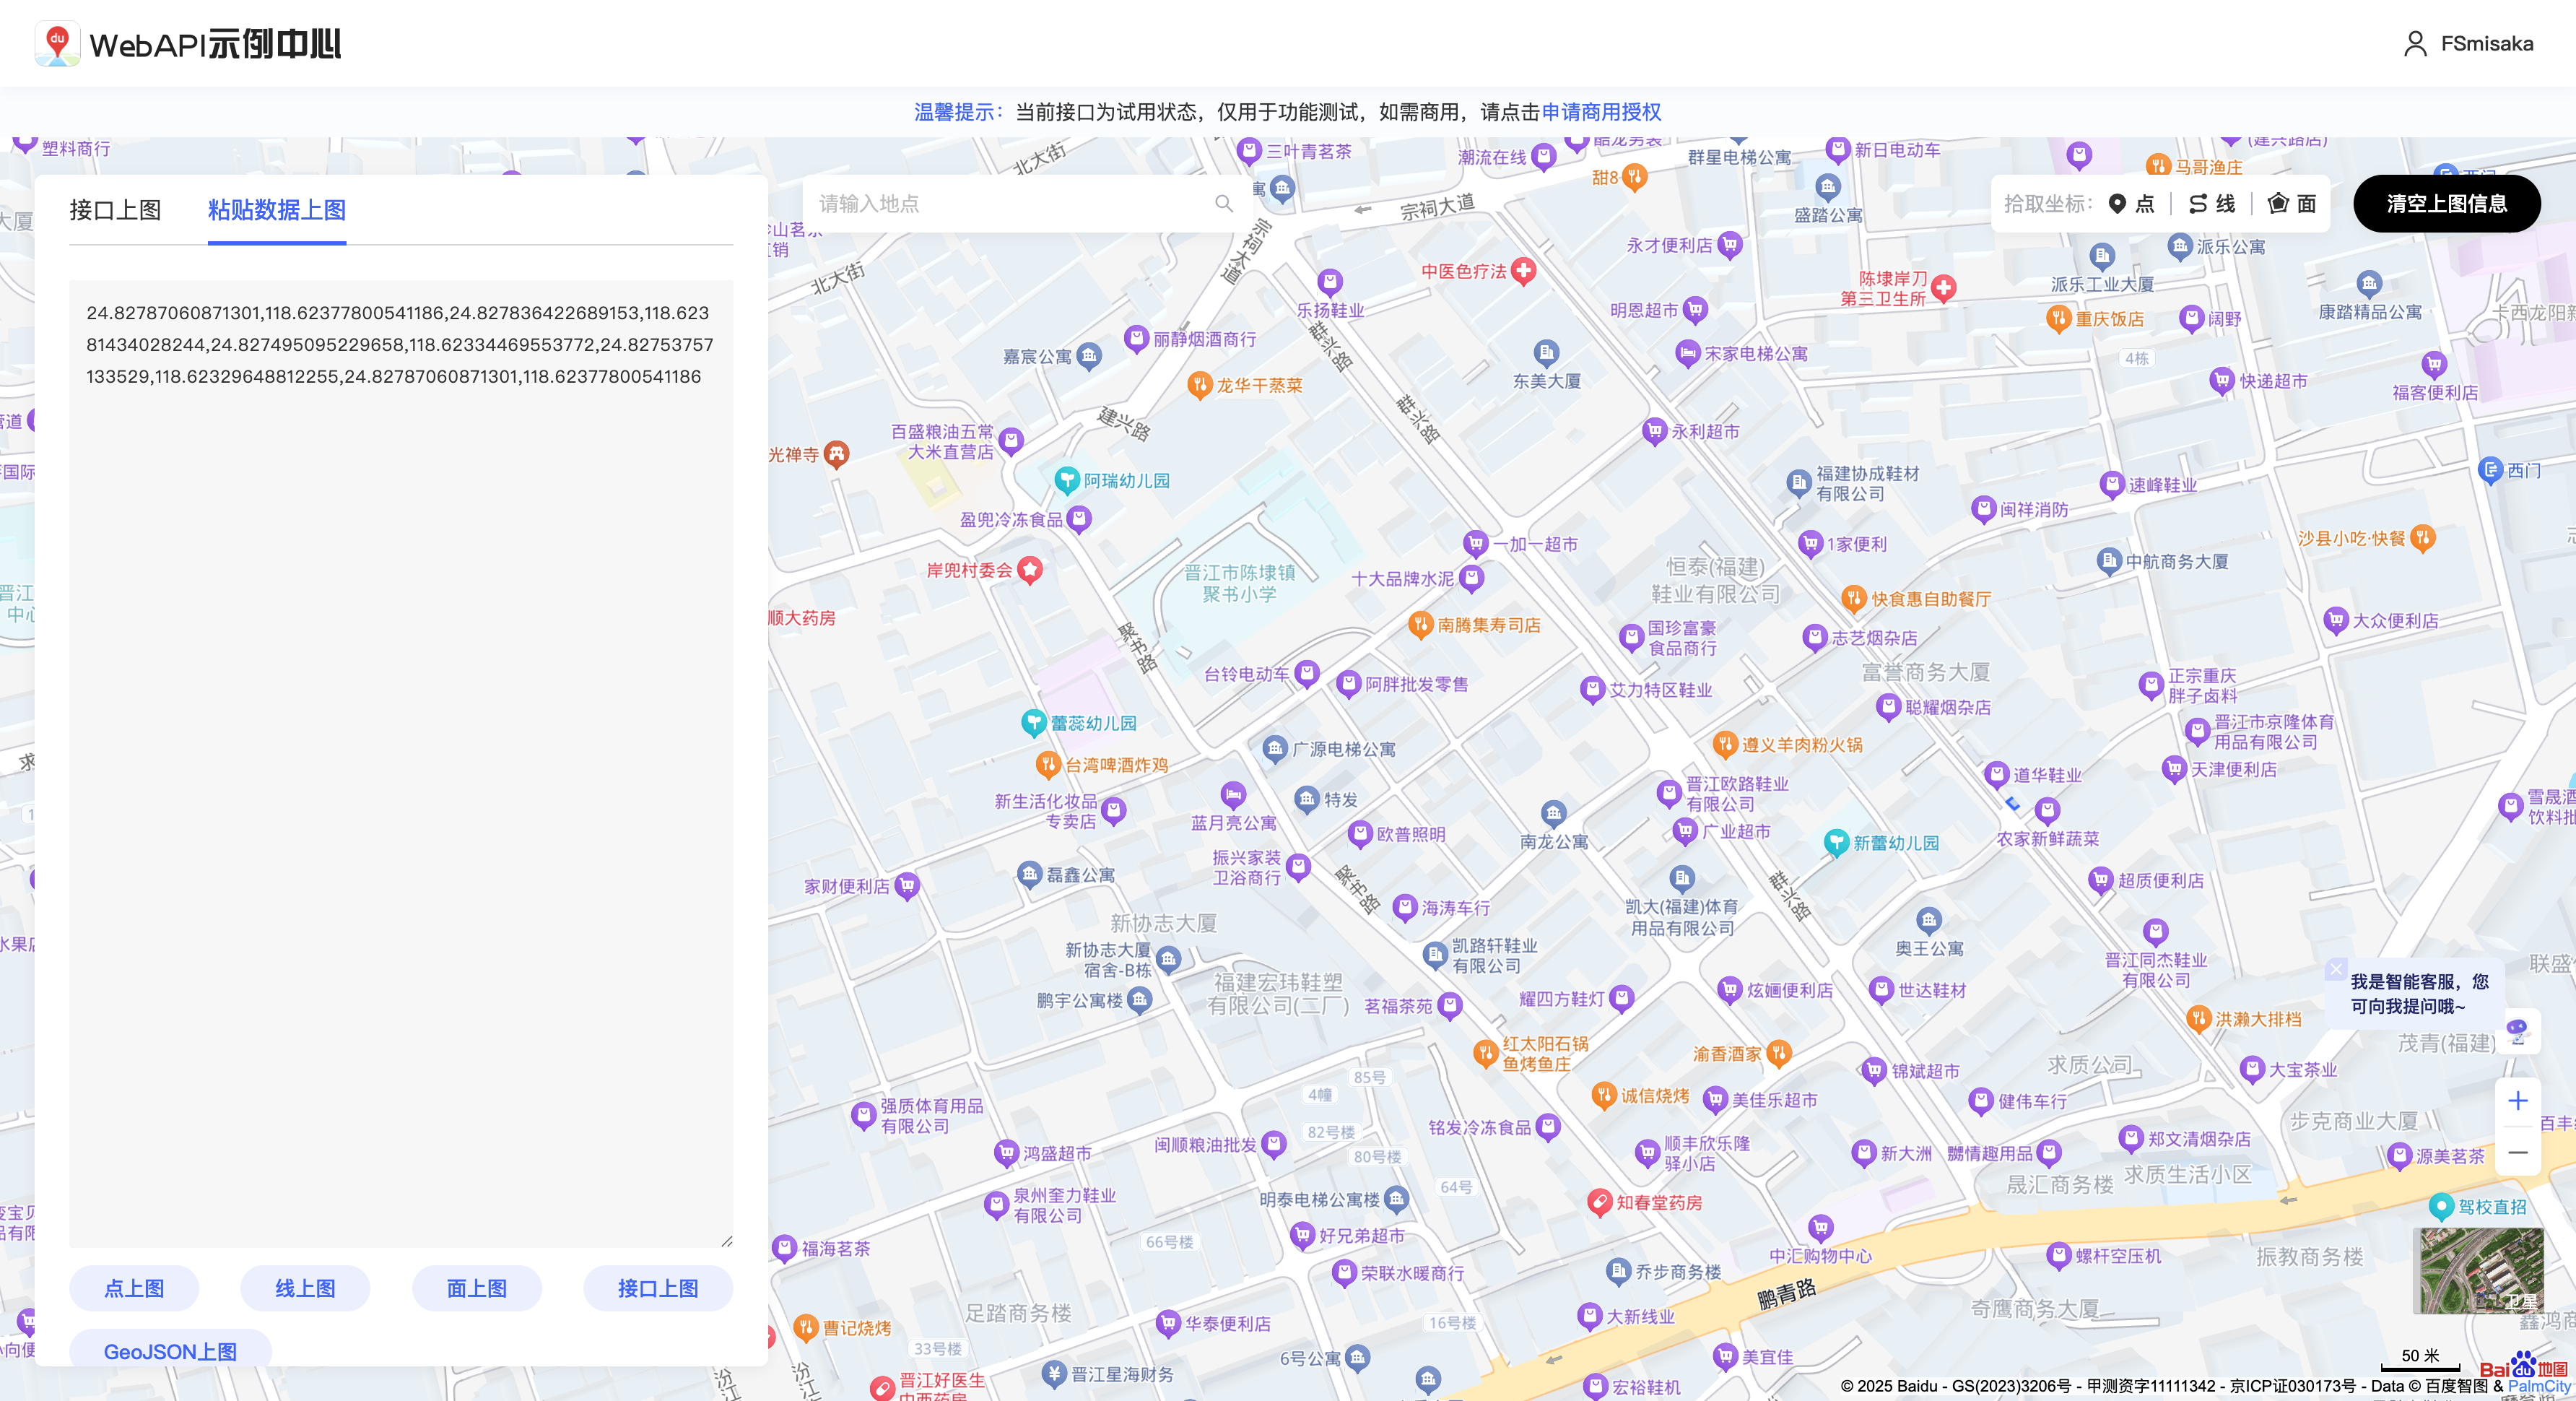 WebAPI示例中心
FSmisaka
温馨提示：当前接口为试用状态，仅用于功能测试，如需商用，请点击申请商用授权
接口上图
粘贴数据上图
24.82787060871301,118.62377800541186,24.827836422689153,118.623
81434028244,24.827495095229658,118.62334469553772,24.82753757
133529,118.62329648812255,24.82787060871301,118.62377800541186
点上图
线上图
面上图
接口上图
GeoJSON上图
请输入地点
拾取坐标：
点
线
面
清空上图信息
塑料商行
北大街
三叶青茗茶
潮流在线
群星电梯公寓
新日电动车
(建兴路店)
马哥渔庄
甜8
宗祠大道
盛踏公寓
宗祠大道
北大街
永才便利店
派乐公寓
中医色疗法
陈埭岸刀
第三卫生所
派乐工业大厦
康踏精品公寓
乐扬鞋业
明恩超市
重庆饭店
阔野
群兴路
丽静烟酒商行
嘉宸公寓
宋家电梯公寓
4栋
东美大厦
龙华干蒸菜
快递超市
福客便利店
群兴路
建兴路
百盛粮油五常
大米直营店
永利超市
光禅寺
阿瑞幼儿园
福建协成鞋材
有限公司
速峰鞋业
西门
闽祥消防
盈兜冷冻食品
一加一超市
1家便利
沙县小吃·快餐
中航商务大厦
岸兜村委会
晋江市陈埭镇
聚书小学
十大品牌水泥
恒泰(福建)
鞋业有限公司
快食惠自助餐厅
顺大药房
南腾集寿司店
国珍富豪
食品商行
志艺烟杂店
大众便利店
聚书路
富誉商务大厦
台铃电动车
阿胖批发零售
艾力特区鞋业
正宗重庆
胖子卤料
聪耀烟杂店
蕾蕊幼儿园
晋江市京隆体育
用品有限公司
广源电梯公寓
遵义羊肉粉火锅
台湾啤酒炸鸡
天津便利店
道华鞋业
新生活化妆品
专卖店
蓝月亮公寓
特发
晋江欧路鞋业
有限公司
南龙公寓
欧普照明
广业超市
新蕾幼儿园
农家新鲜蔬菜
振兴家装
卫浴商行
家财便利店
磊鑫公寓
聚书路
群兴路
超质便利店
海涛车行
凯大(福建)体育
用品有限公司
新协志大厦
奥王公寓
新协志大厦
宿舍-B栋
凯路轩鞋业
有限公司
晋江同杰鞋业
有限公司
我是智能客服，您
可向我提问哦~
福建宏玮鞋塑
有限公司(二厂)
鹏宇公寓楼
茗福茶苑
耀四方鞋灯
炫婳便利店
世达鞋材
洪濑大排档
茂青(福建)
红太阳石锅
鱼烤鱼庄
渝香酒家
锦斌超市
求质公司
大宝茶业
85号
4幢
诚信烧烤
美佳乐超市
健伟车行
强质体育用品
有限公司
82号楼
铭发冷冻食品
步克商业大厦
鸿盛超市
闽顺粮油批发
80号楼
顺丰欣乐隆
驿小店
新大洲
嬲情趣用品
郑文清烟杂店
源美茗茶
64号
晟汇商务楼
求质生活小区
泉州奎力鞋业
有限公司
明泰电梯公寓楼
知春堂药房
驾校直招
福海茗茶
66号楼
好兄弟超市
中汇购物中心
螺杆空压机
振教商务楼
荣联水暖商行
乔步商务楼
鹏青路
卫星
足踏商务楼
奇鹰商务大厦
曹记烧烤
华泰便利店
16号楼
大新线业
33号楼
6号公寓
美宜佳
50 米
汾江
汾江
晋江好医生
晋江星海财务
宏裕鞋机
Bai du 地图
© 2025 Baidu - GS(2023)3206号 - 甲测资字11111342 - 京ICP证030173号 - Data © 百度智图 & PalmCity